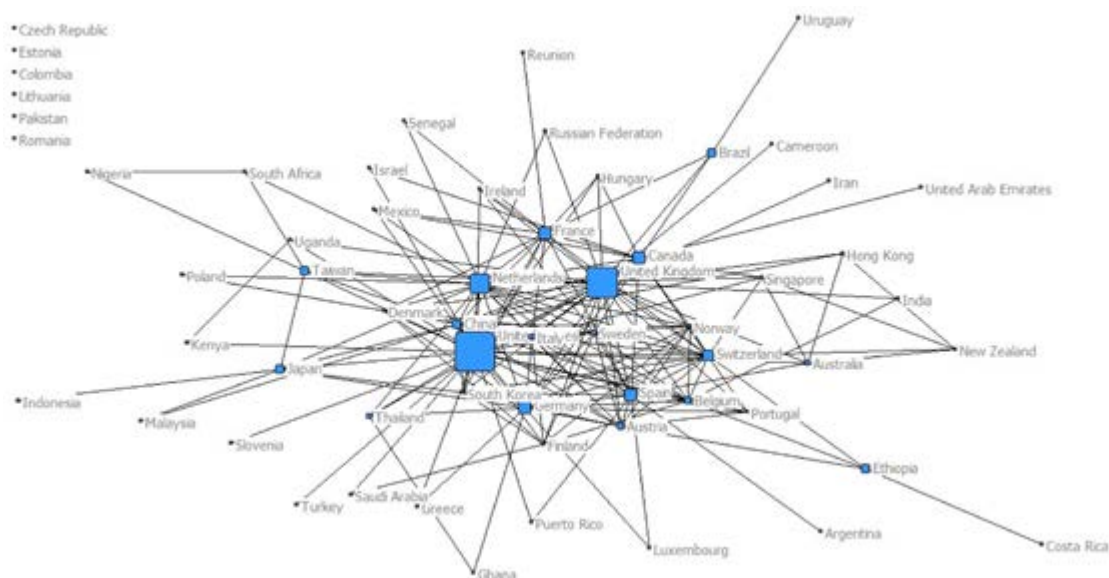 Czech Republic
Estonia
Colombia
Lithuania
Pakistan
Romania
Uruguay
Reunion
Senegal
Russian Federation
Brazil
Cameroon
Nigeria
South Africa
Israel
Ireland
Hungary
Iran
United Arab Emirates
Mexico
France
Uganda
Canada
Hong Kong
Poland
Taiwan
Netherlands
United Kingdom
Singapore
India
Denmark
China
United
Italy
Sweden
Norway
Kenya
Switzerland
Australia
New Zealand
Japan
Indonesia
Malaysia
South Korea
Germany
Spain
Belgium
Portugal
Thailand
Austria
Slovenia
Finland
Ethiopia
Turkey
Saudi Arabia
Greece
Puerto Rico
Argentina
Luxembourg
Costa Rica
Ghana